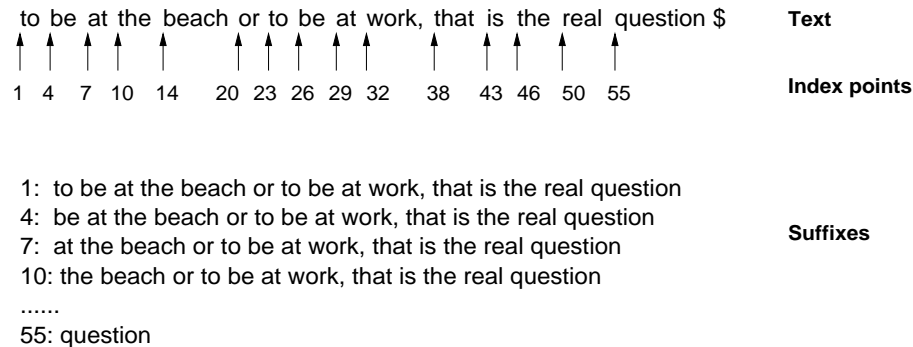 to be at the beach or to be at work, that is the real question $ Text
1 4 7 10 14 20 23 26 29 32 38 43 46 50 55 Index points
1: to be at the beach or to be at work, that is the real question
4: be at the beach or to be at work, that is the real question
7: at the beach or to be at work, that is the real question
Suffixes
10: the beach or to be at work, that is the real question
......
55: question